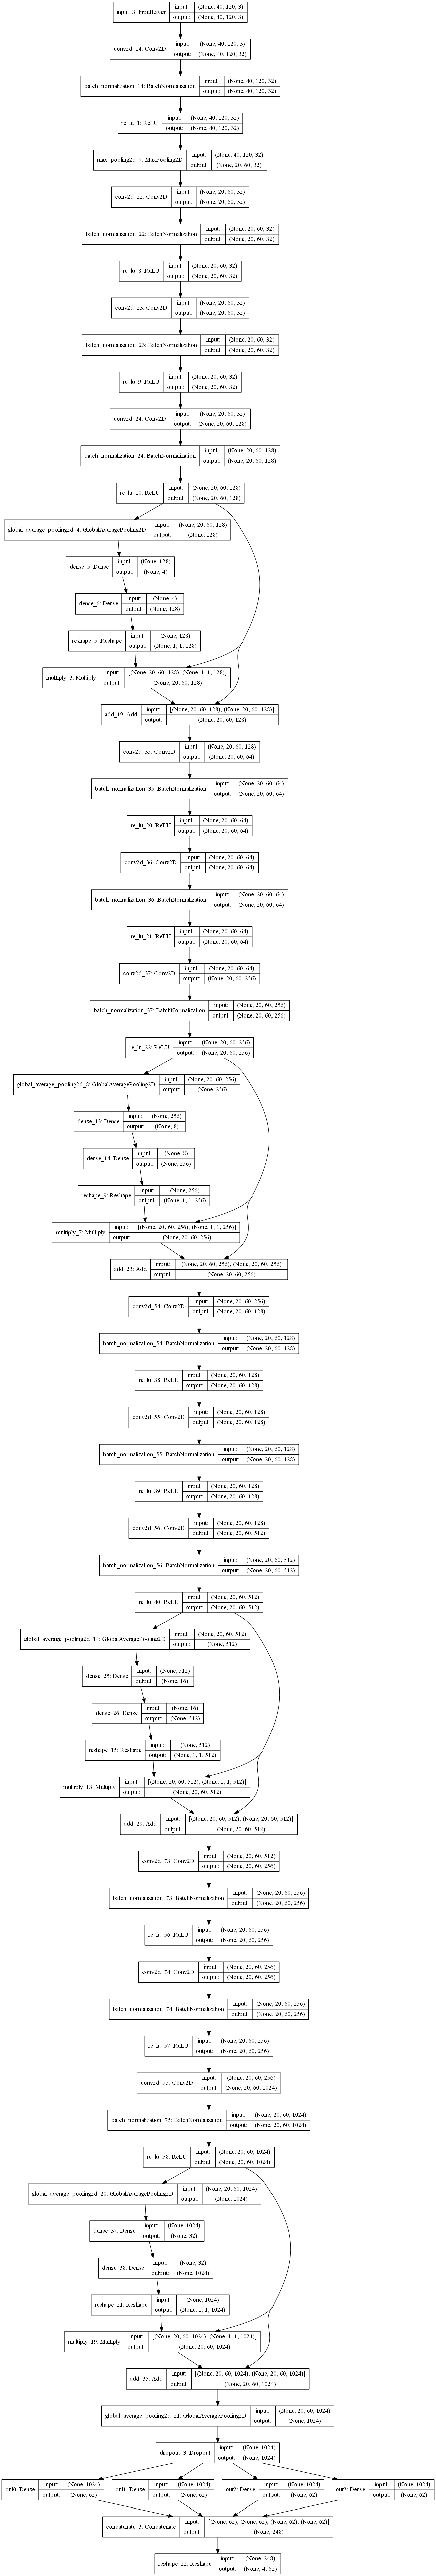 input_3: InputLayer
input: (None, 40, 120, 3)
output: (None, 40, 120, 3)
conv2d_14: Conv2D
input: (None, 40, 120, 3)
output: (None, 40, 120, 32)
batch_normalization_14: BatchNormalization
input: (None, 40, 120, 32)
output: (None, 40, 120, 32)
re_lu_1: ReLU
input: (None, 40, 120, 32)
output: (None, 40, 120, 32)
max_pooling2d_7: MaxPooling2D
input: (None, 40, 120, 32)
output: (None, 20, 60, 32)
conv2d_22: Conv2D
input: (None, 20, 60, 32)
output: (None, 20, 60, 32)
batch_normalization_22: BatchNormalization
input: (None, 20, 60, 32)
output: (None, 20, 60, 32)
re_lu_8: ReLU
input: (None, 20, 60, 32)
output: (None, 20, 60, 32)
conv2d_23: Conv2D
input: (None, 20, 60, 32)
output: (None, 20, 60, 32)
batch_normalization_23: BatchNormalization
input: (None, 20, 60, 32)
output: (None, 20, 60, 32)
re_lu_9: ReLU
input: (None, 20, 60, 32)
output: (None, 20, 60, 32)
conv2d_24: Conv2D
input: (None, 20, 60, 32)
output: (None, 20, 60, 128)
batch_normalization_24: BatchNormalization
input: (None, 20, 60, 128)
output: (None, 20, 60, 128)
re_lu_10: ReLU
input: (None, 20, 60, 128)
output: (None, 20, 60, 128)
global_average_pooling2d_4: GlobalAveragePooling2D
input: (None, 20, 60, 128)
output: (None, 128)
dense_5: Dense
input: (None, 128)
output: (None, 4)
dense_6: Dense
input: (None, 4)
output: (None, 128)
reshape_5: Reshape
input: (None, 128)
output: (None, 1, 1, 128)
multiply_3: Multiply
input: [(None, 20, 60, 128), (None, 1, 1, 128)]
output: (None, 20, 60, 128)
add_19: Add
input: [(None, 20, 60, 128), (None, 20, 60, 128)]
output: (None, 20, 60, 128)
conv2d_35: Conv2D
input: (None, 20, 60, 128)
output: (None, 20, 60, 64)
batch_normalization_35: BatchNormalization
input: (None, 20, 60, 64)
output: (None, 20, 60, 64)
re_lu_20: ReLU
input: (None, 20, 60, 64)
output: (None, 20, 60, 64)
conv2d_36: Conv2D
input: (None, 20, 60, 64)
output: (None, 20, 60, 64)
batch_normalization_36: BatchNormalization
input: (None, 20, 60, 64)
output: (None, 20, 60, 64)
re_lu_21: ReLU
input: (None, 20, 60, 64)
output: (None, 20, 60, 64)
conv2d_37: Conv2D
input: (None, 20, 60, 64)
output: (None, 20, 60, 256)
batch_normalization_37: BatchNormalization
input: (None, 20, 60, 256)
output: (None, 20, 60, 256)
re_lu_22: ReLU
input: (None, 20, 60, 256)
output: (None, 20, 60, 256)
global_average_pooling2d_8: GlobalAveragePooling2D
input: (None, 20, 60, 256)
output: (None, 256)
dense_13: Dense
input: (None, 256)
output: (None, 8)
dense_14: Dense
input: (None, 8)
output: (None, 256)
reshape_9: Reshape
input: (None, 256)
output: (None, 1, 1, 256)
multiply_7: Multiply
input: [(None, 20, 60, 256), (None, 1, 1, 256)]
output: (None, 20, 60, 256)
add_23: Add
input: [(None, 20, 60, 256), (None, 20, 60, 256)]
output: (None, 20, 60, 256)
conv2d_54: Conv2D
input: (None, 20, 60, 256)
output: (None, 20, 60, 128)
batch_normalization_54: BatchNormalization
input: (None, 20, 60, 128)
output: (None, 20, 60, 128)
re_lu_38: ReLU
input: (None, 20, 60, 128)
output: (None, 20, 60, 128)
conv2d_55: Conv2D
input: (None, 20, 60, 128)
output: (None, 20, 60, 128)
batch_normalization_55: BatchNormalization
input: (None, 20, 60, 128)
output: (None, 20, 60, 128)
re_lu_39: ReLU
input: (None, 20, 60, 128)
output: (None, 20, 60, 128)
conv2d_56: Conv2D
input: (None, 20, 60, 128)
output: (None, 20, 60, 512)
batch_normalization_56: BatchNormalization
input: (None, 20, 60, 512)
output: (None, 20, 60, 512)
re_lu_40: ReLU
input: (None, 20, 60, 512)
output: (None, 20, 60, 512)
global_average_pooling2d_14: GlobalAveragePooling2D
input: (None, 20, 60, 512)
output: (None, 512)
dense_25: Dense
input: (None, 512)
output: (None, 16)
dense_26: Dense
input: (None, 16)
output: (None, 512)
reshape_15: Reshape
input: (None, 512)
output: (None, 1, 1, 512)
multiply_13: Multiply
input: [(None, 20, 60, 512), (None, 1, 1, 512)]
output: (None, 20, 60, 512)
add_29: Add
input: [(None, 20, 60, 512), (None, 20, 60, 512)]
output: (None, 20, 60, 512)
conv2d_73: Conv2D
input: (None, 20, 60, 512)
output: (None, 20, 60, 256)
batch_normalization_73: BatchNormalization
input: (None, 20, 60, 256)
output: (None, 20, 60, 256)
re_lu_56: ReLU
input: (None, 20, 60, 256)
output: (None, 20, 60, 256)
conv2d_74: Conv2D
input: (None, 20, 60, 256)
output: (None, 20, 60, 256)
batch_normalization_74: BatchNormalization
input: (None, 20, 60, 256)
output: (None, 20, 60, 256)
re_lu_57: ReLU
input: (None, 20, 60, 256)
output: (None, 20, 60, 256)
conv2d_75: Conv2D
input: (None, 20, 60, 256)
output: (None, 20, 60, 1024)
batch_normalization_75: BatchNormalization
input: (None, 20, 60, 1024)
output: (None, 20, 60, 1024)
re_lu_58: ReLU
input: (None, 20, 60, 1024)
output: (None, 20, 60, 1024)
global_average_pooling2d_20: GlobalAveragePooling2D
input: (None, 20, 60, 1024)
output: (None, 1024)
dense_37: Dense
input: (None, 1024)
output: (None, 32)
dense_38: Dense
input: (None, 32)
output: (None, 1024)
reshape_21: Reshape
input: (None, 1024)
output: (None, 1, 1, 1024)
multiply_19: Multiply
input: [(None, 20, 60, 1024), (None, 1, 1, 1024)]
output: (None, 20, 60, 1024)
add_35: Add
input: [(None, 20, 60, 1024), (None, 20, 60, 1024)]
output: (None, 20, 60, 1024)
global_average_pooling2d_21: GlobalAveragePooling2D
input: (None, 20, 60, 1024)
output: (None, 1024)
dropout_3: Dropout
input: (None, 1024)
output: (None, 1024)
out0: Dense
input: (None, 1024)
output: (None, 62)
out1: Dense
input: (None, 1024)
output: (None, 62)
out2: Dense
input: (None, 1024)
output: (None, 62)
out3: Dense
input: (None, 1024)
output: (None, 62)
concatenate_3: Concatenate
input: [(None, 62), (None, 62), (None, 62), (None, 62)]
output: (None, 248)
reshape_22: Reshape
input: (None, 248)
output: (None, 4, 62)